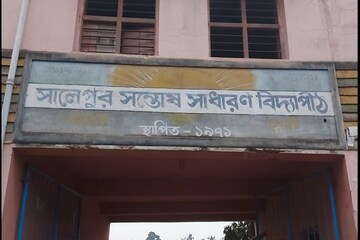 সালেপুর সন্তোষ সাধারণ বিদ্যাপীঠ
স্থাপিত - ১৯৭১